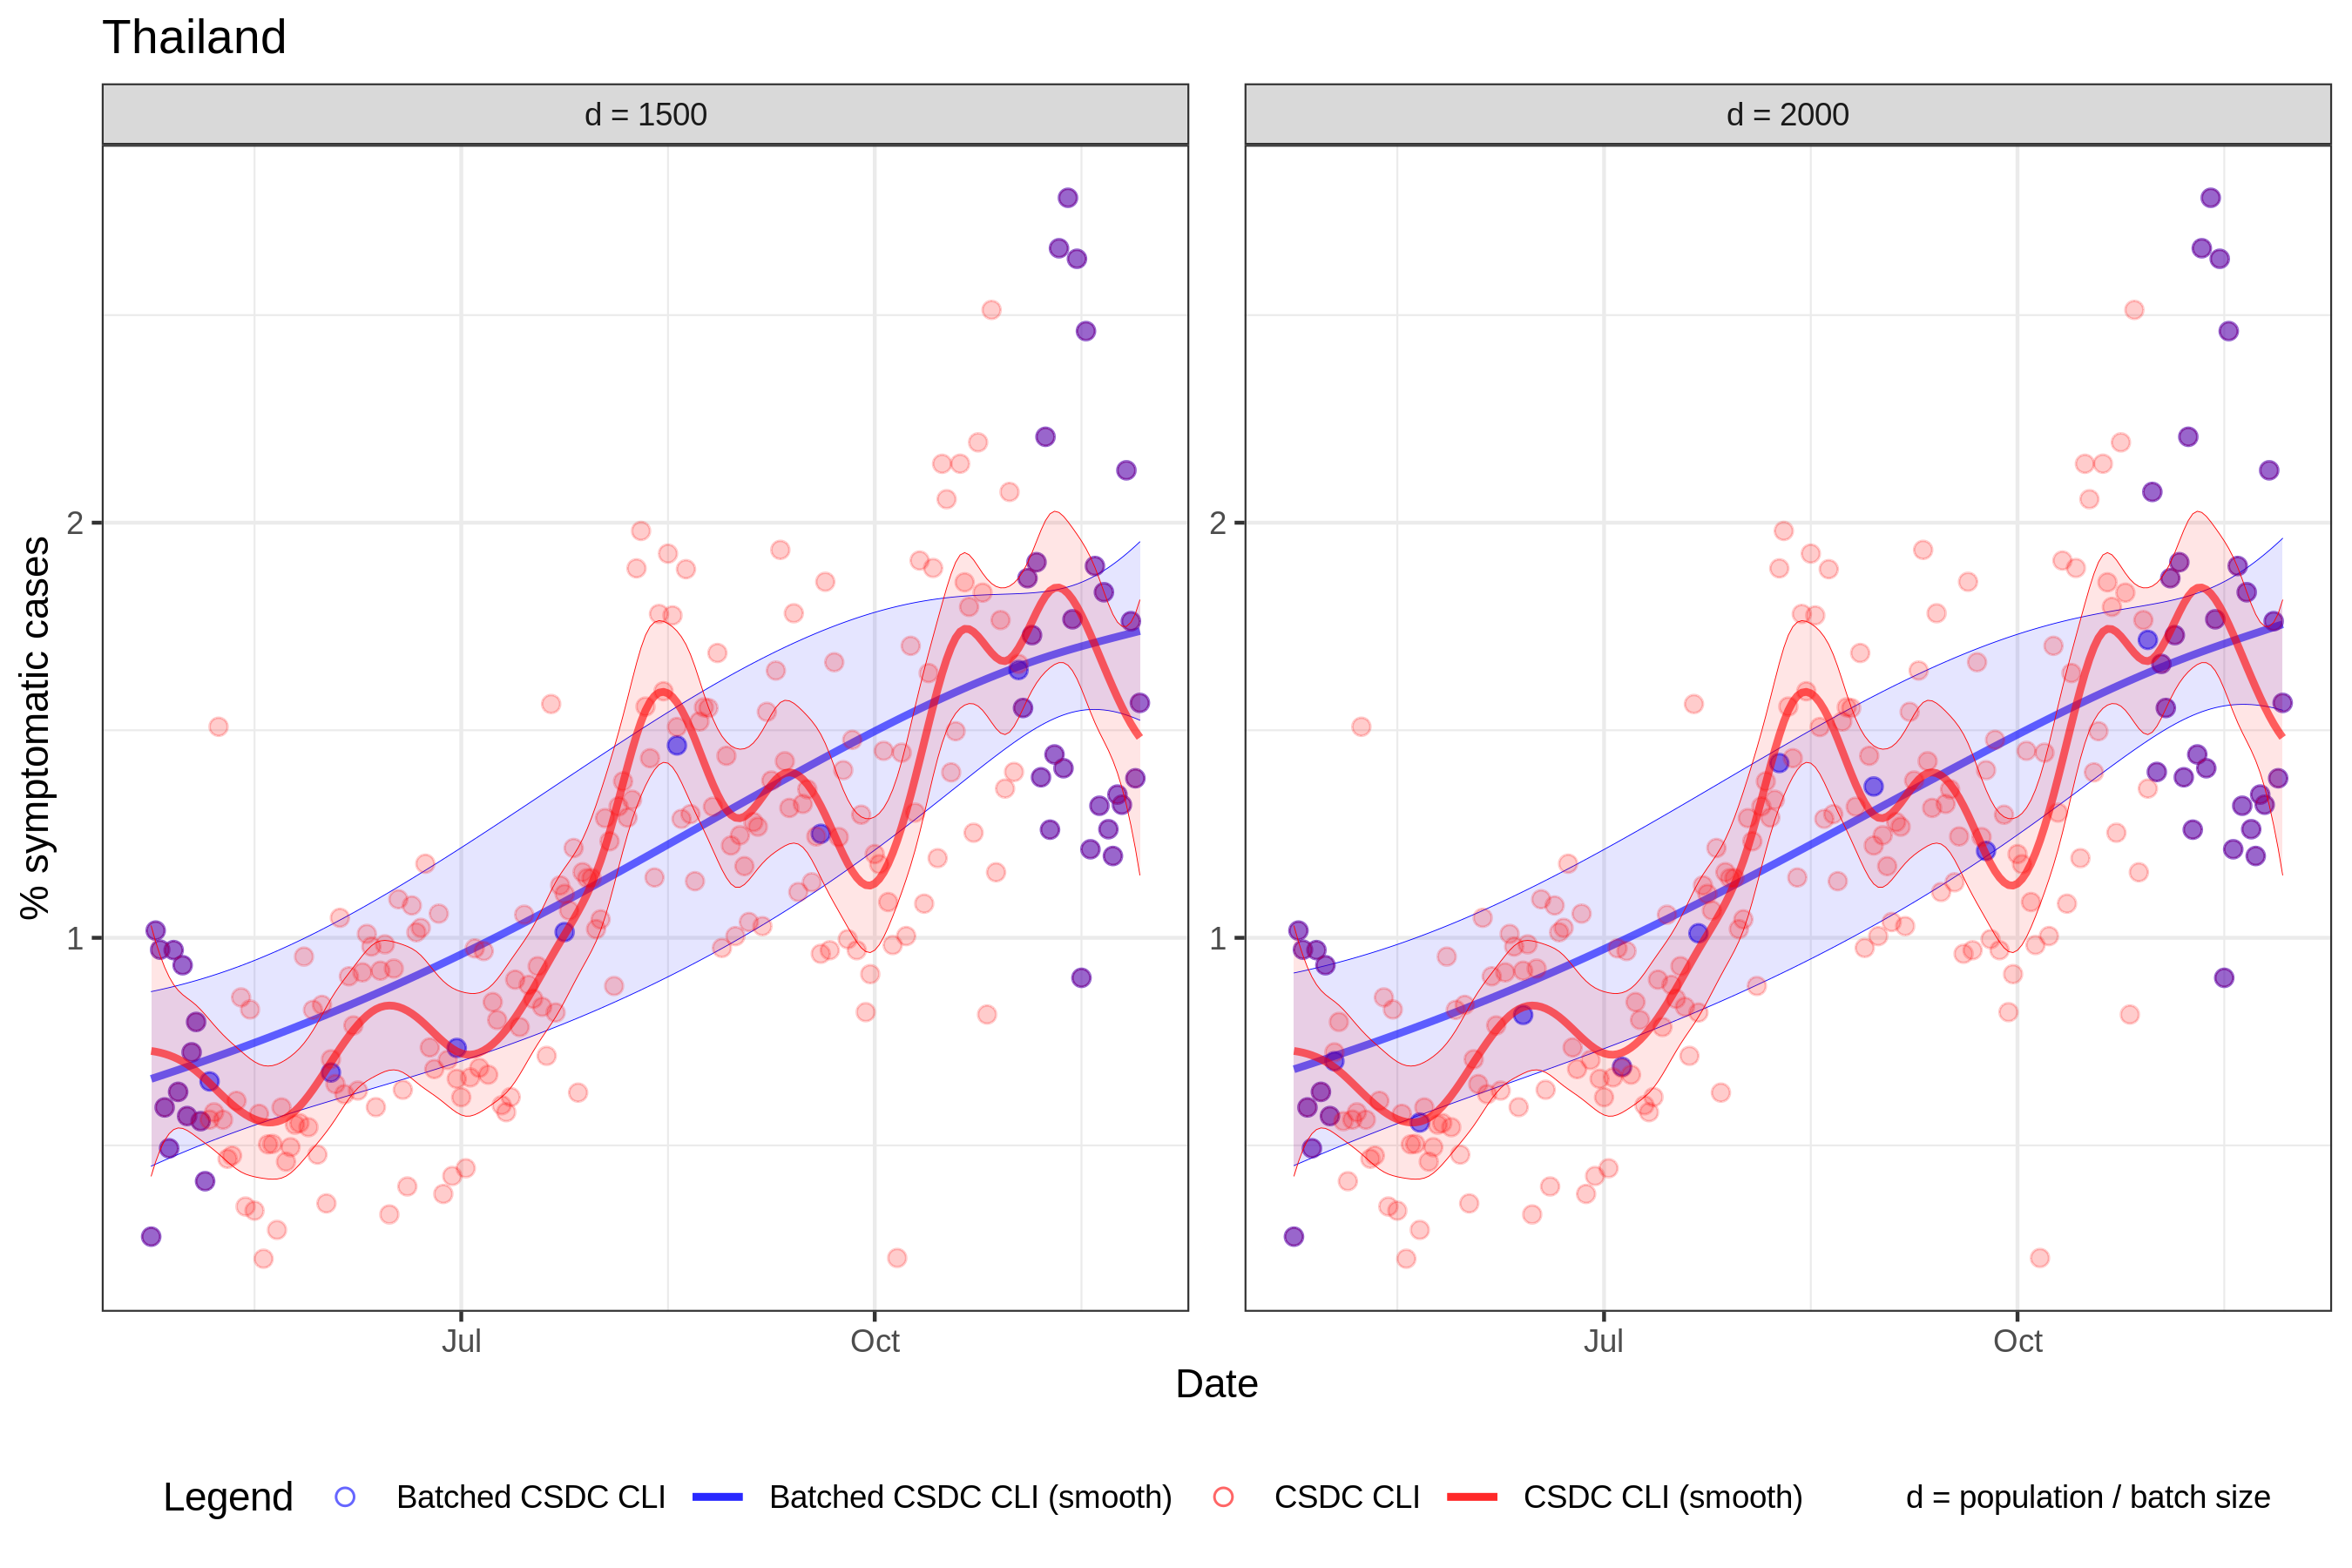 Thailand
d = 1500
d = 2000
% symptomatic cases
2
1
2
1
Jul
Oct
Jul
Oct
Date
Legend
Batched CSDC CLI
Batched CSDC CLI (smooth)
CSDC CLI
CSDC CLI (smooth)
d = population / batch size